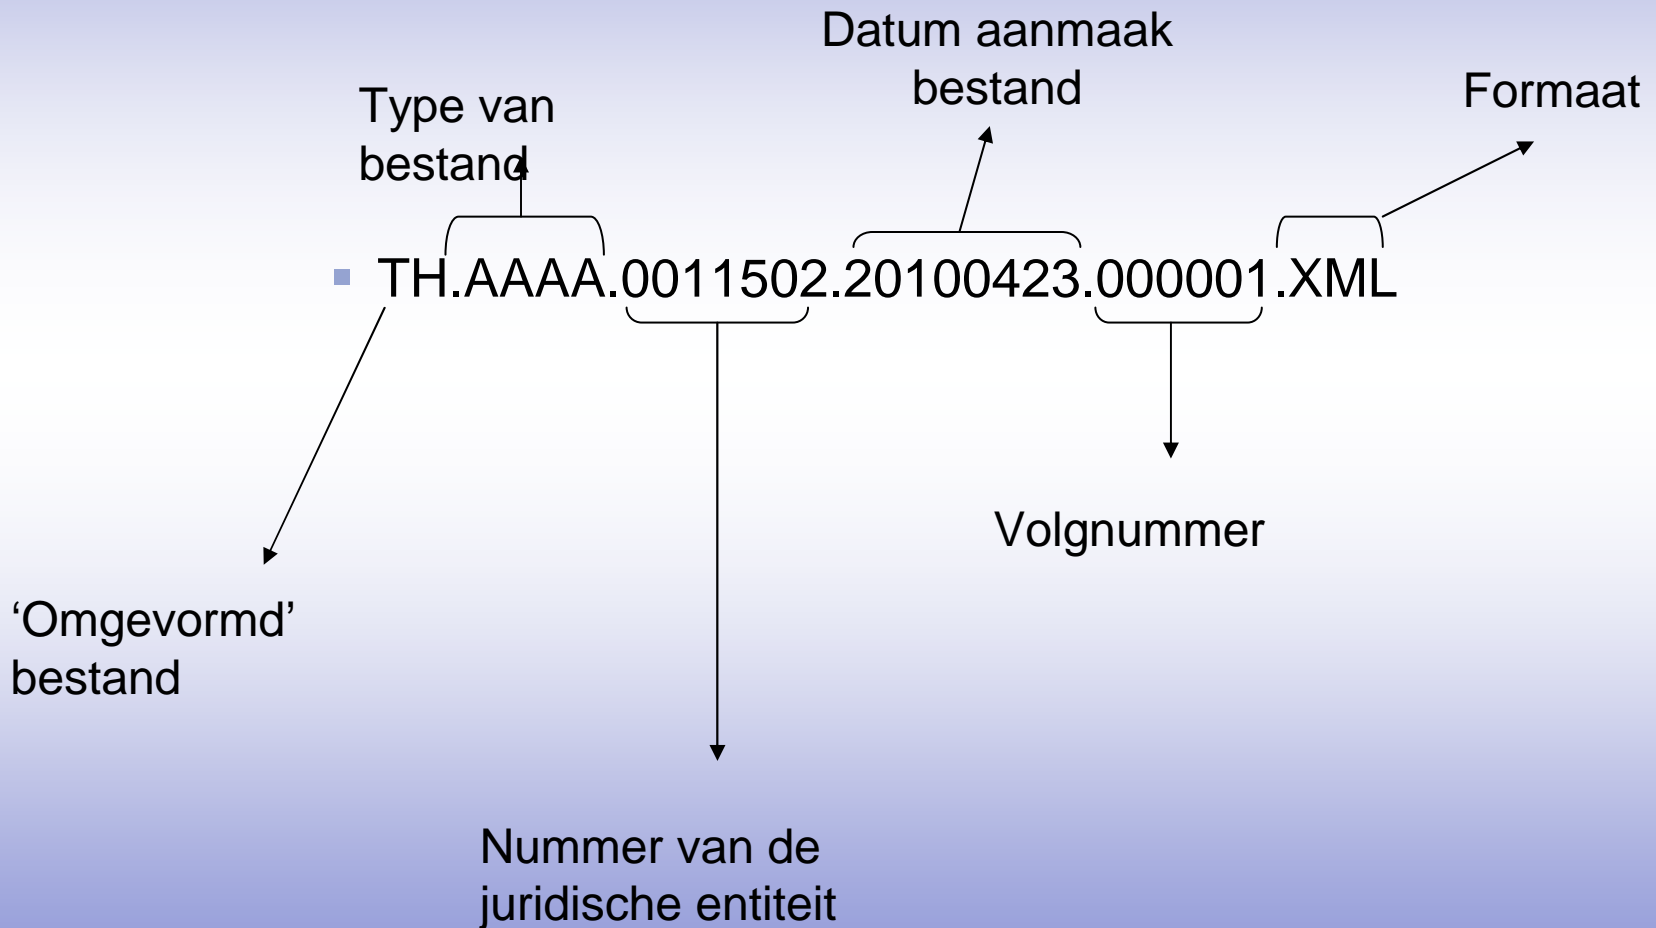 Datum aanmaak
bestand
Type van
bestand
Formaat
TH.AAAA.0011502.20100423.000001.XML
Volgnummer
‘Omgevormd’
bestand
Nummer van de
juridische entiteit